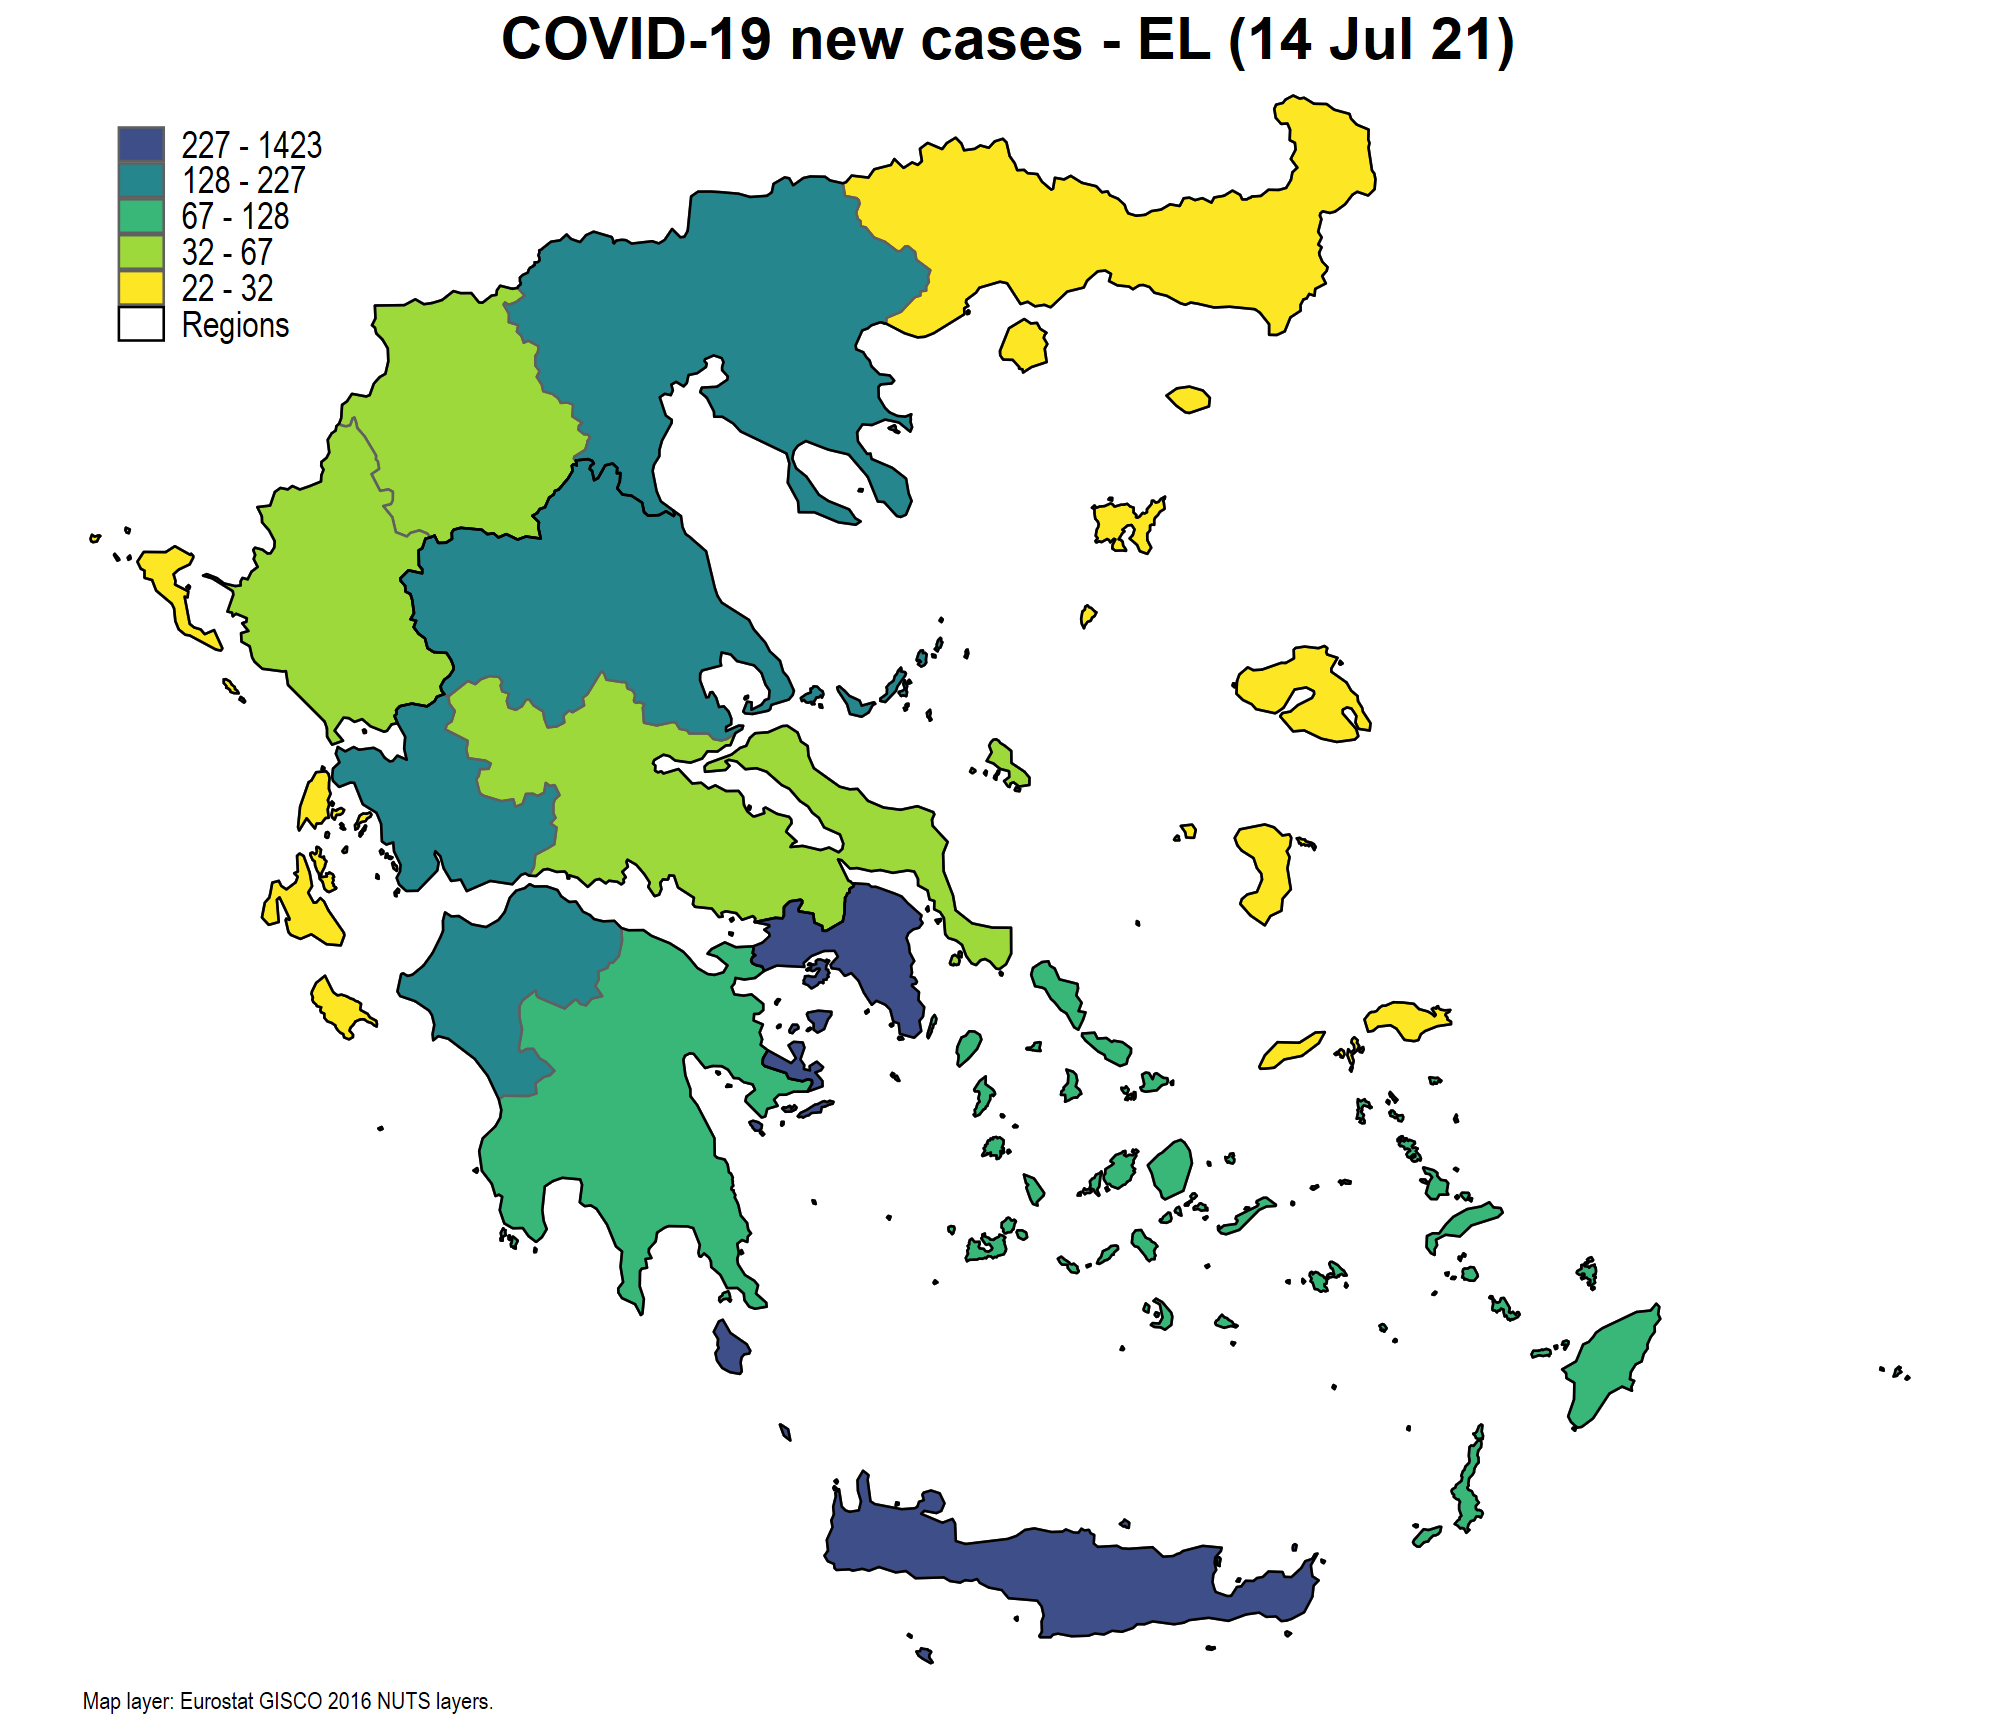 COVID-19 new cases - EL (14 Jul 21)
227 - 1423
128 - 227
67 - 128
32 - 67
22 - 32
Regions
Map layer: Eurostat GISCO 2016 NUTS layers.